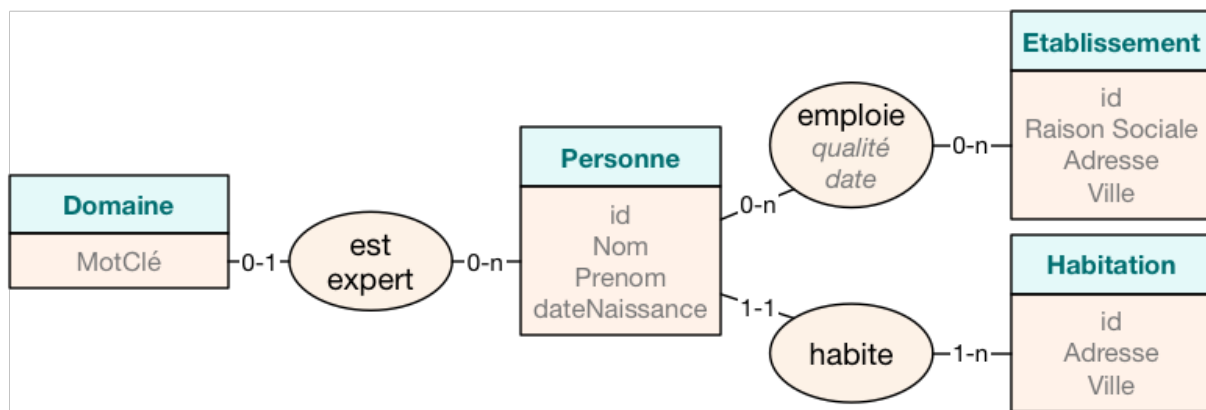 Domaine
MotClé
0-1
est
expert
0-n
Personne
id
Nom
Prenom
dateNaissance
0-n
emploie
qualité
date
0-n
Etablissement
id
Raison Sociale
Adresse
Ville
1-1
habite
1-n
Habitation
id
Adresse
Ville